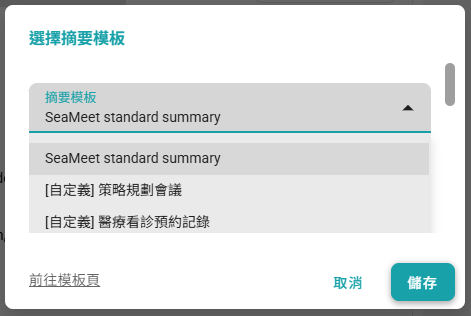 選擇摘要模板
摘要模板
SeaMeet standard summary
SeaMeet standard summary
[自定義] 策略規劃會議
[自定義] 醫療看診預約記錄
前往模板頁
取消
儲存